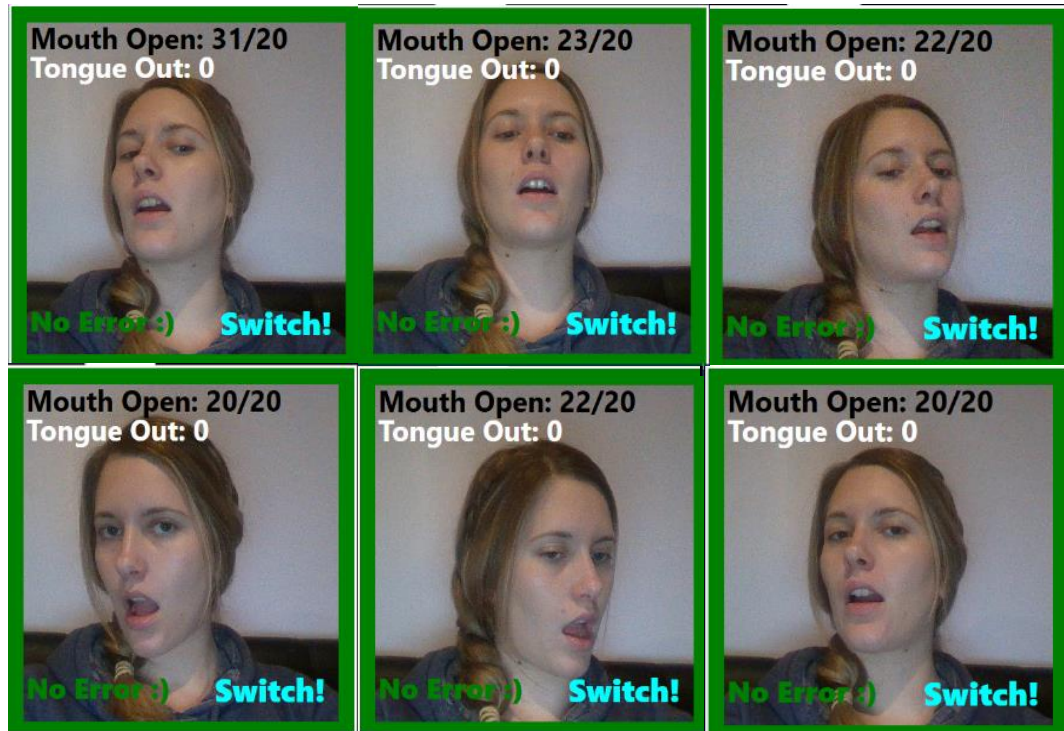 Mouth Open: 31/20
Tongue Out: 0
No Error :) Switch!
Mouth Open: 23/20
Tongue Out: 0
No Error :) Switch!
Mouth Open: 22/20
Tongue Out: 0
No Error :) Switch!
Mouth Open: 20/20
Tongue Out: 0
No Error :) Switch!
Mouth Open: 22/20
Tongue Out: 0
No Error :) Switch!
Mouth Open: 20/20
Tongue Out: 0
No Error :) Switch!